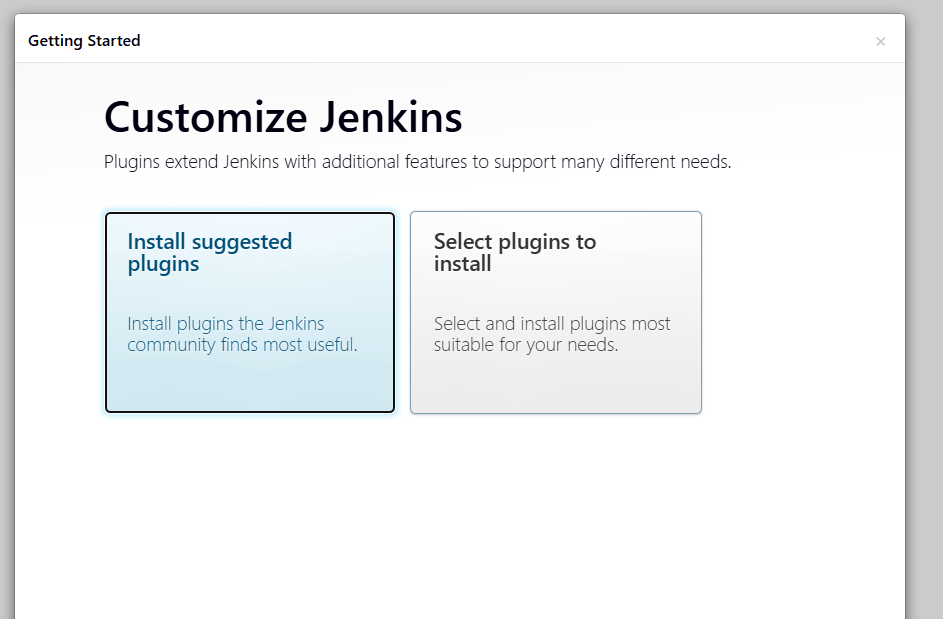 Getting Started
×
Customize Jenkins
Plugins extend Jenkins with additional features to support many different needs.
Install suggested
plugins
Install plugins the Jenkins
community finds most useful.
Select plugins to
install
Select and install plugins most
suitable for your needs.